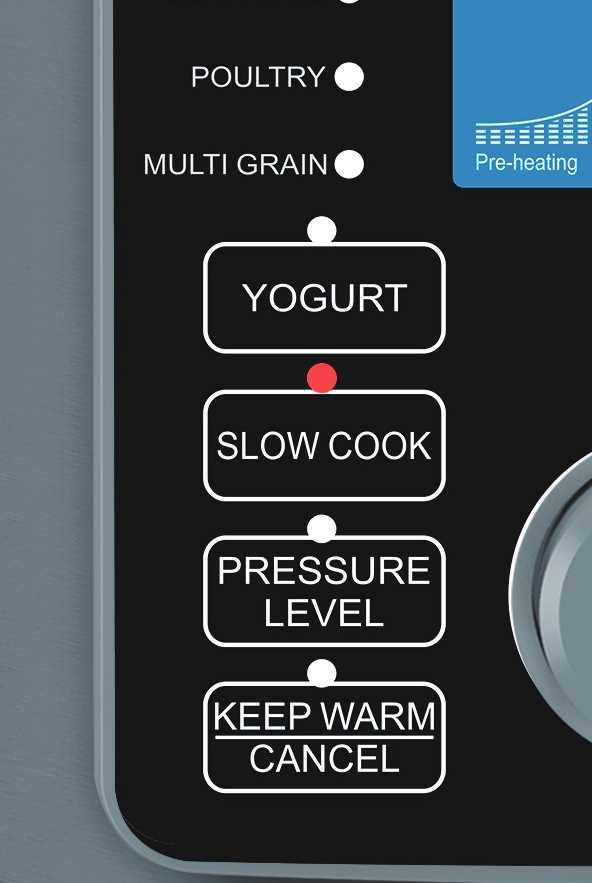 POULTRY
MULTI GRAIN
Pre-heating
YOGURT
SLOW COOK
PRESSURE
LEVEL
KEEP WARM
CANCEL